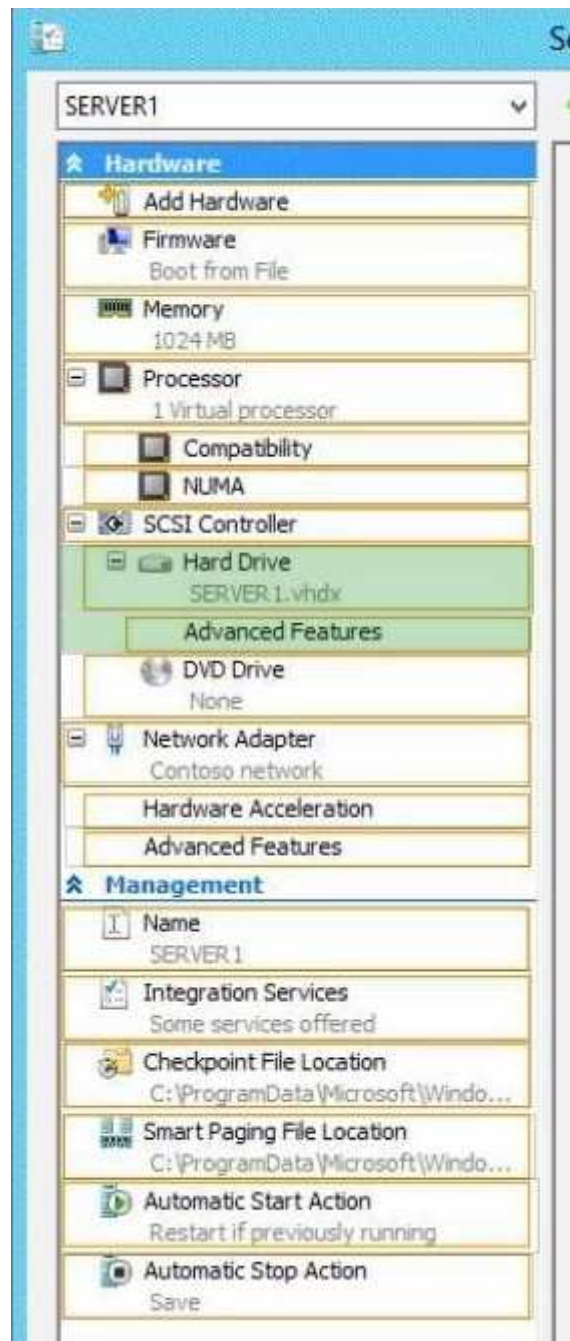 Se
SERVER1
Hardware
Add Hardware
Firmware
Boot from File
Memory
1024 MB
Processor
1 Virtual processor
Compatibility
NUMA
SCSI Controller
Hard Drive
SERVER1.vhdx
Advanced Features
DVD Drive
None
Network Adapter
Contoso network
Hardware Acceleration
Advanced Features
Management
Name
SERVER1
Integration Services
Some services offered
Checkpoint File Location
C:\ProgramData\Microsoft\Windo...
Smart Paging File Location
C:\ProgramData\Microsoft\Windo...
Automatic Start Action
Restart if previously running
Automatic Stop Action
Save